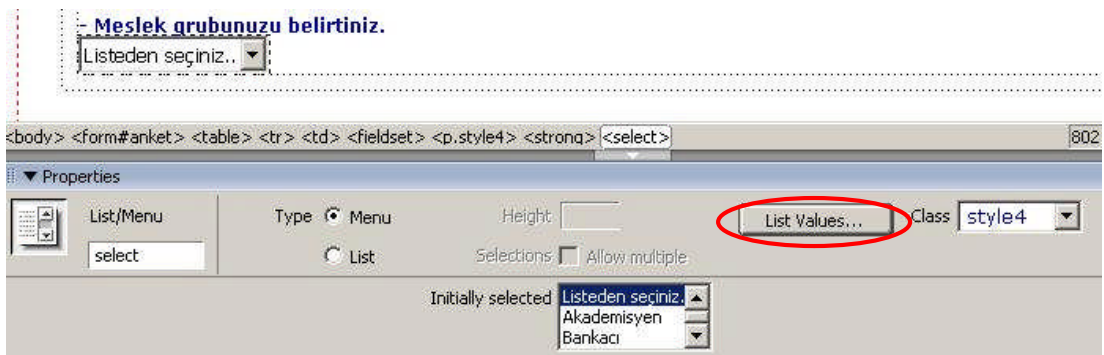 - Meslek grubunuzu belirtiniz.
Listeden seçiniz..
<body> <form#anket> <table> <tr> <td> <fieldset> <p.style4> <strong> <select> 802
Properties
List/Menu Type Menu Height List Values... Class style4
select List Selections Allow multiple
Initially selected Listeden seçiniz.
Akademisyen
Bankacı